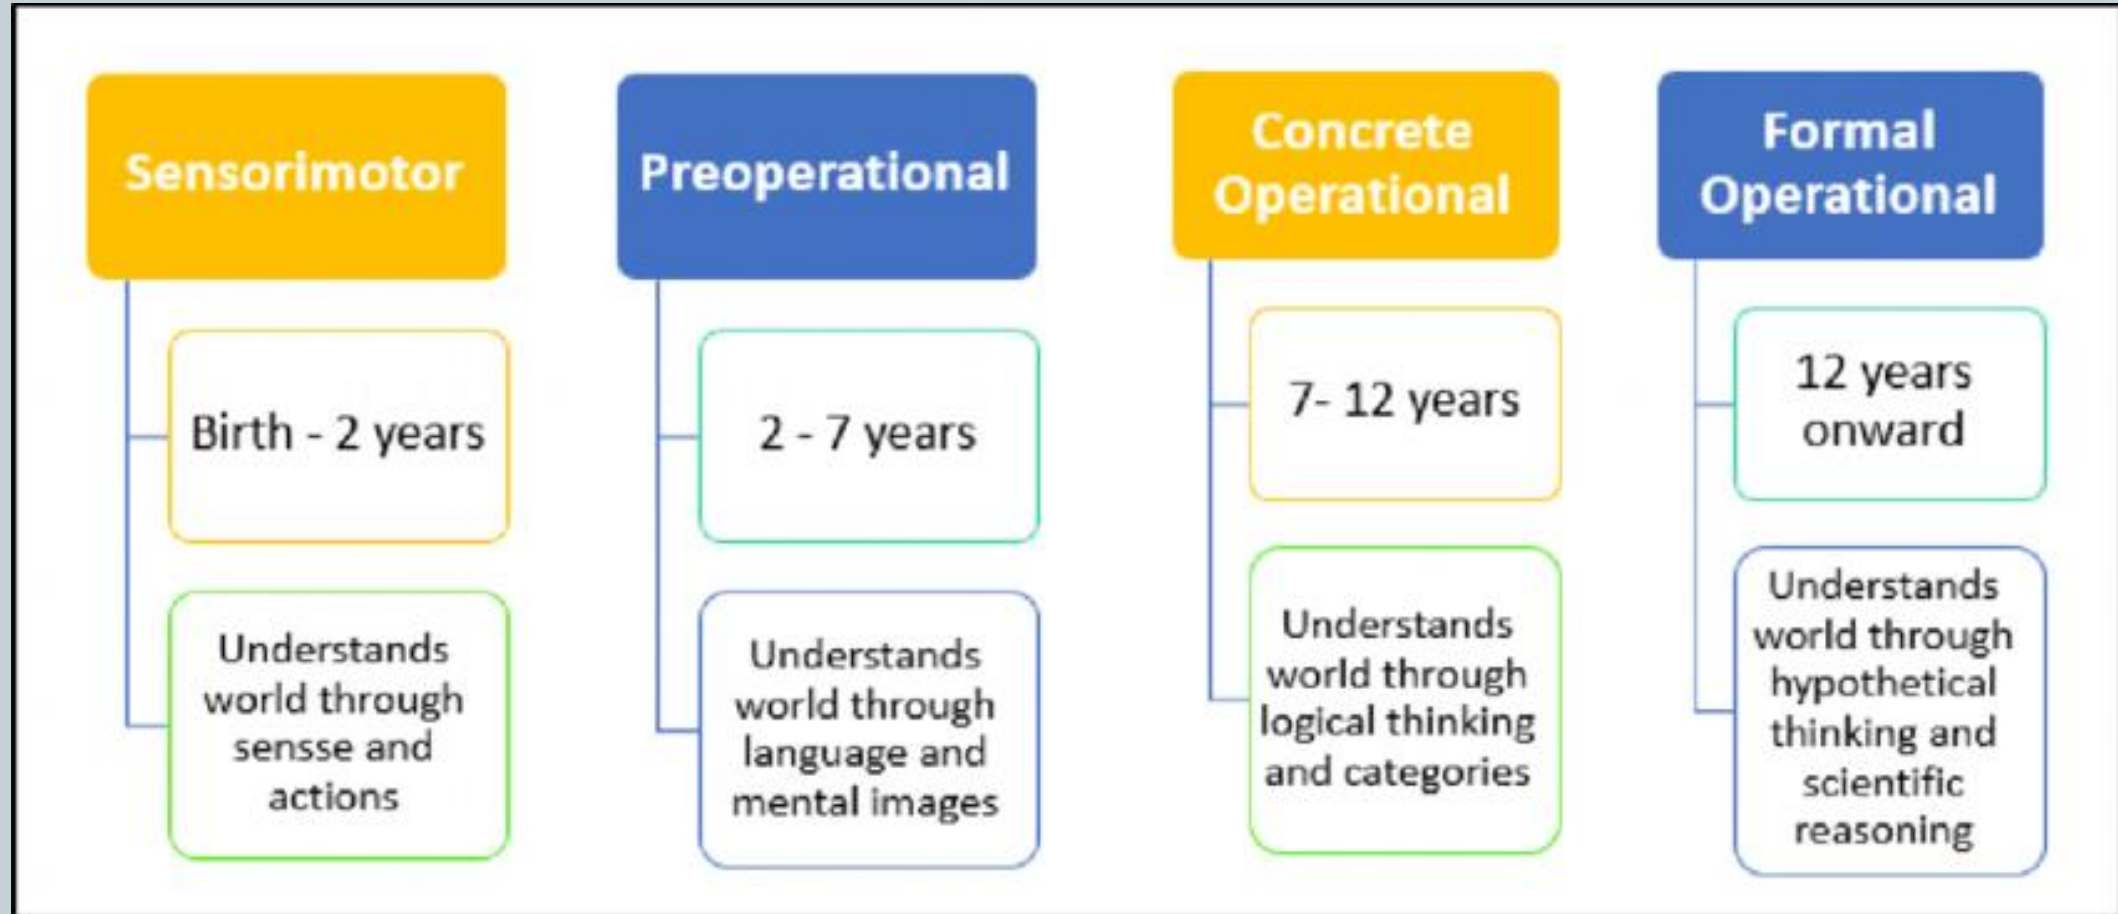 Sensorimotor
Birth - 2 years
Understands
world through
sensse and
actions
Preoperational
2 - 7 years
Understands
world through
language and
mental images
Concrete
Operational
7- 12 years
Understands
world through
logical thinking
and categories
Formal
Operational
12 years
onward
Understands
world through
hypothetical
thinking and
scientific
reasoning